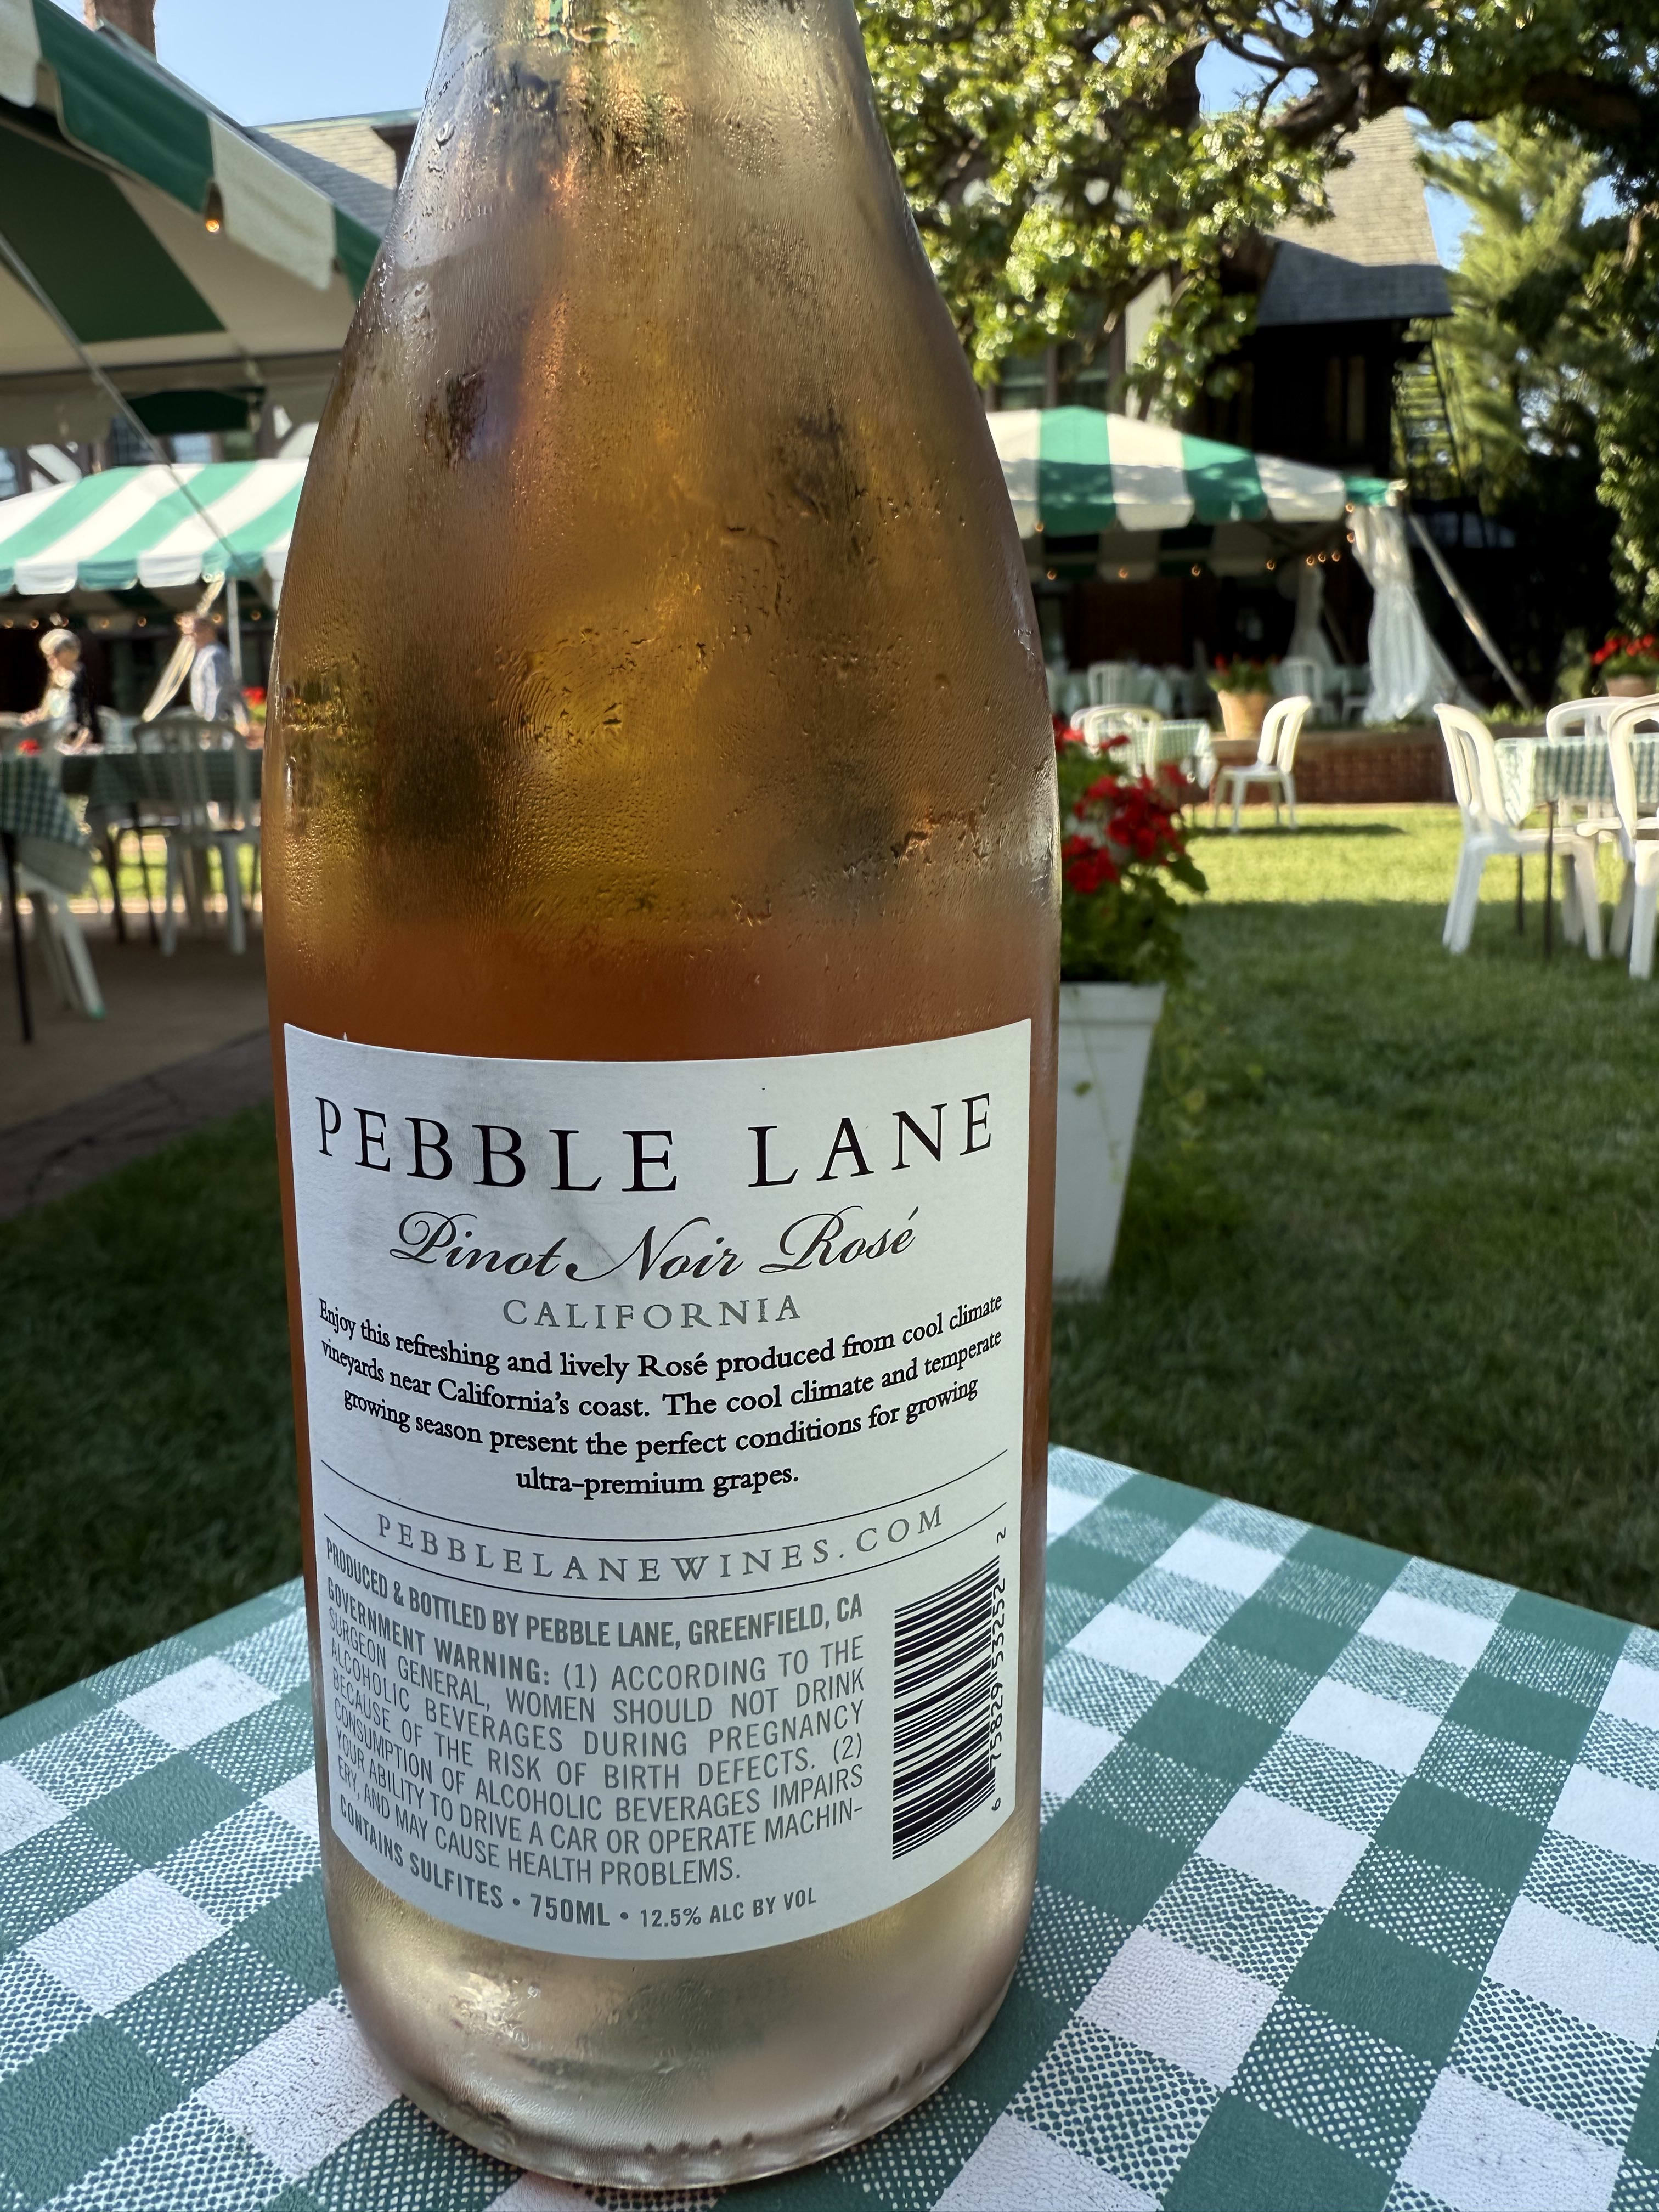 PEBBLE LANE
Pinot Noir Rosé
CALIFORNIA
Enjoy this refreshing and lively Rosé produced from cool climate
vineyards near California's coast. The cool climate and temperate
growing season present the perfect conditions for growing
ultra-premium grapes.
PEBBLELANEWINES.COM
PRODUCED & BOTTLED BY PEBBLE LANE, GREENFIELD, CA
GOVERNMENT WARNING: (1) ACCORDING TO THE
SURGEON GENERAL, WOMEN SHOULD NOT DRINK
ALCOHOLIC BEVERAGES DURING PREGNANCY
BECAUSE OF THE RISK OF BIRTH DEFECTS. (2)
CONSUMPTION OF ALCOHOLIC BEVERAGES IMPAIRS
YOUR ABILITY TO DRIVE A CAR OR OPERATE MACHIN-
ERY, AND MAY CAUSE HEALTH PROBLEMS.
CONTAINS SULFITES • 750ML • 12.5% ALC BY VOL
6 75829 53252 2